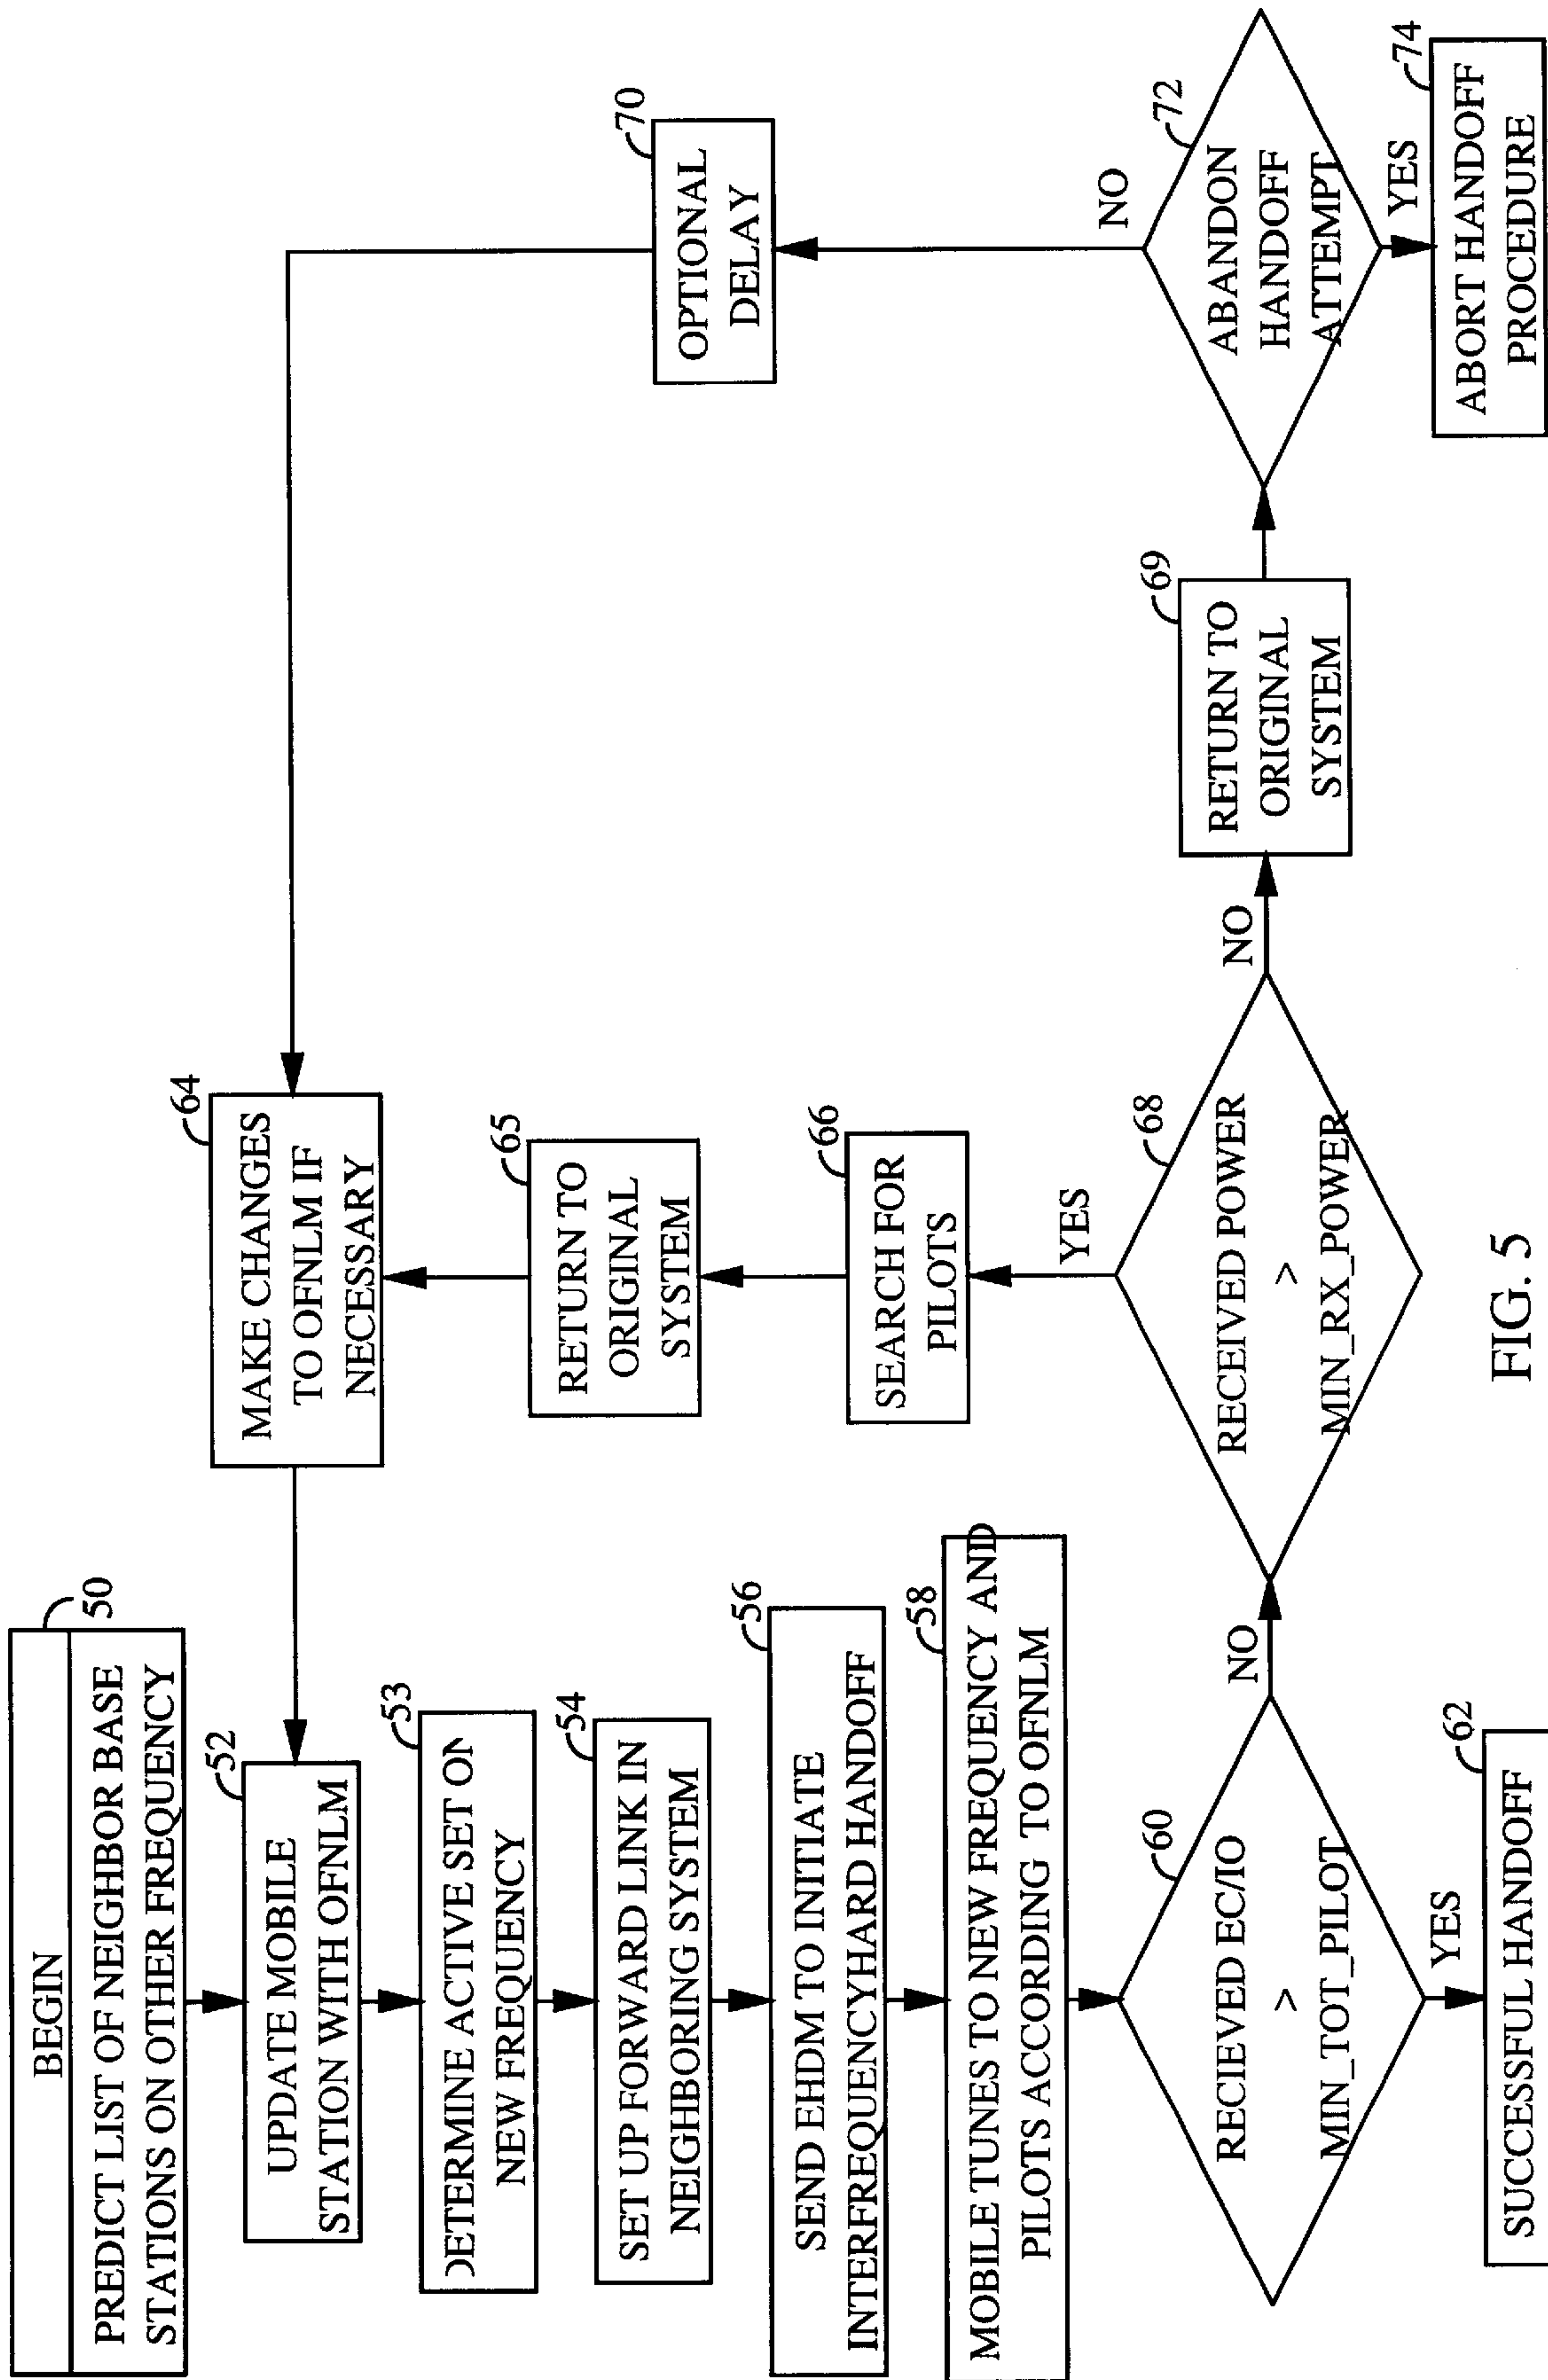 BEGIN
50
PREDICT LIST OF NEIGHBOR BASE
STATIONS ON OTHER FREQUENCY
52
UPDATE MOBILE
STATION WITH OFNLM
53
DETERMINE ACTIVE SET ON
NEW FREQUENCY
54
SET UP FORWARD LINK IN
NEIGHBORING SYSTEM
56
SEND EHDM TO INITIATE
INTERFREQUENCYHARD HANDOFF
58
MOBILE TUNES TO NEW FREQUENCY AND
PILOTS ACCORDING TO OFNLM
60
RECIEVED EC/IO
>
MIN_TOT_PILOT
NO
YES
62
SUCCESSFUL HANDOFF
64
MAKE CHANGES
TO OFNLM IF
NECESSARY
65
RETURN TO
ORIGINAL
SYSTEM
66
SEARCH FOR
PILOTS
YES
68
RECEIVED POWER
>
MIN_RX_POWER
NO
69
RETURN TO
ORIGINAL
SYSTEM
70
OPTIONAL
DELAY
NO
72
ABANDON
HANDOFF
ATTEMPT
YES
74
ABORT HANDOFF
PROCEDURE
FIG. 5